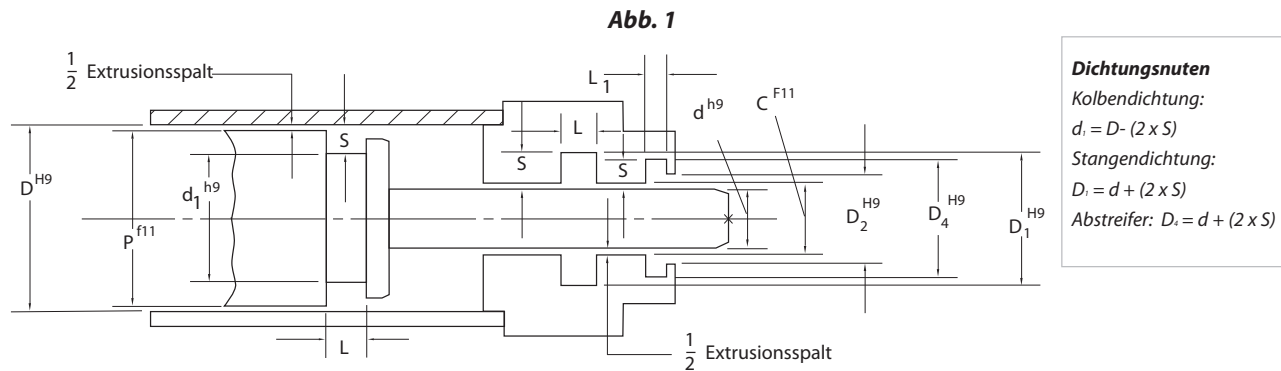 Abb. 1
1/2 Extrusionsspalt
L₁
d^h9
C^F11
Dichtungsnuten
Kolbendichtung:
d₁ = D- (2 x S)
Stangendichtung:
D₁ = d + (2 x S)
Abstreifer: D₄ = d + (2 x S)
D^H9
P^f11
d₁^h9
S
S
L
S
D₂^H9
D₄^H9
D₁^H9
L
1/2 Extrusionsspalt